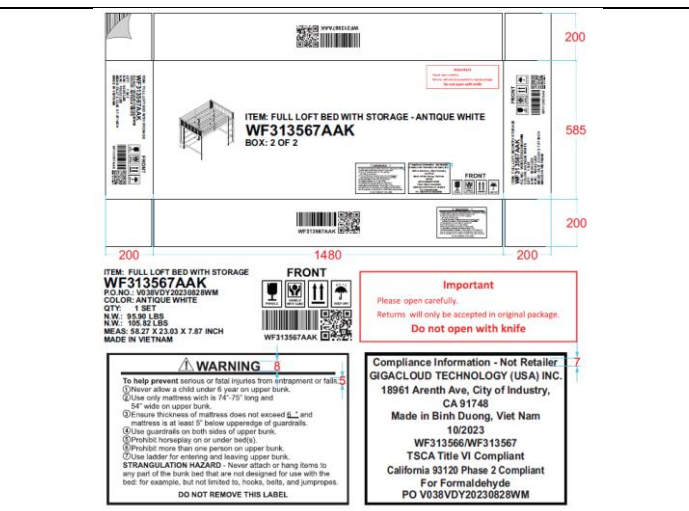 WF313567AAK
200
Important
Do not open with knife
ITEM: FULL LOFT BED WITH STORAGE - ANTIQUE WHITE
WF313567AAK
BOX: 2 OF 2
FRONT
585
WF313567AAK
FRONT
WF313567AAK
FRONT
WF313567AAK
200
200
1480
200
ITEM: FULL LOFT BED WITH STORAGE
WF313567AAK
P.O.NO.: V038VDY20230828WM
COLOR: ANTIQUE WHITE
QTY: 1 SET
N.W.: 95.90 LBS
N.W.: 105.82 LBS
MEAS: 58.27 X 23.03 X 7.87 INCH
MADE IN VIETNAM
FRONT
WF313567AAK
Important
Please open carefully.
Returns will only be accepted in original package.
Do not open with knife
WARNING
8
To help prevent serious or fatal injuries from entrapment or falls:
5
①Never allow a child under 6 year on upper bunk.
②Use only mattress wich is 74"-75" long and
54" wide on upper bunk.
③Ensure thickness of mattress does not exceed 6 " and
mattress is at least 5" below upperedge of guardrails.
④Use guardrails on both sides of upper bunk.
⑤Prohibit horseplay on or under bed(s).
⑥Prohibit more than one person on upper bunk.
⑦Use ladder for entering and leaving upper bunk.
STRANGULATION HAZARD - Never attach or hang items to
any part of the bunk bed that are not designed for use with the
bed: for example, but not limited to, hooks, belts, and jumpropes.
DO NOT REMOVE THIS LABEL
Compliance Information - Not Retailer
7
GIGACLOUD TECHNOLOGY (USA) INC.
18961 Arenth Ave, City of Industry,
CA 91748
Made in Binh Duong, Viet Nam
10/2023
WF313566/WF313567
TSCA Title VI Compliant
California 93120 Phase 2 Compliant
For Formaldehyde
PO V038VDY20230828WM